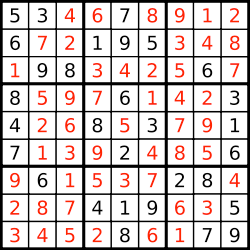 5 3 4 6 7 8 9 1 2
6 7 2 1 9 5 3 4 8
1 9 8 3 4 2 5 6 7
8 5 9 7 6 1 4 2 3
4 2 6 8 5 3 7 9 1
7 1 3 9 2 4 8 5 6
9 6 1 5 3 7 2 8 4
2 8 7 4 1 9 6 3 5
3 4 5 2 8 6 1 7 9